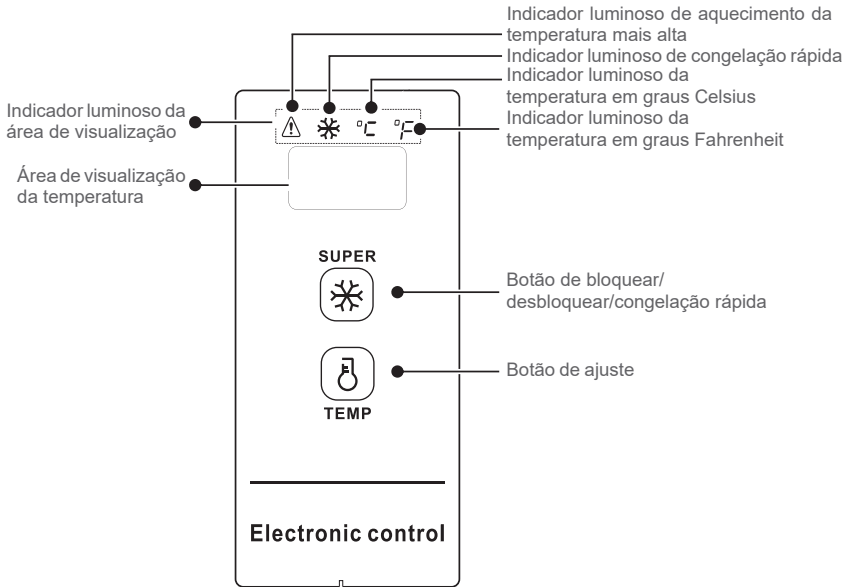 Indicador luminoso de aquecimento da
temperatura mais alta
Indicador luminoso de congelação rápida
Indicador luminoso da
temperatura em graus Celsius
Indicador luminoso da
temperatura em graus Fahrenheit
Indicador luminoso da
área de visualização
°C °F
Área de visualização
da temperatura
SUPER
Botão de bloquear/
desbloquear/congelação rápida
Botão de ajuste
TEMP
Electronic control